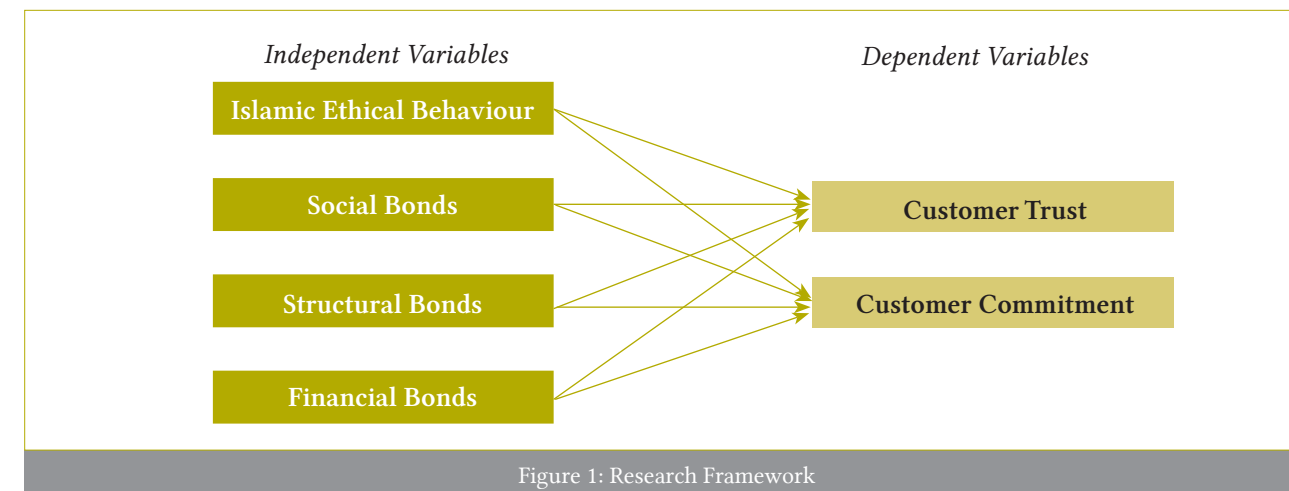 Independent Variables
Dependent Variables
Islamic Ethical Behaviour
Social Bonds
Structural Bonds
Financial Bonds
Customer Trust
Customer Commitment
Figure 1: Research Framework